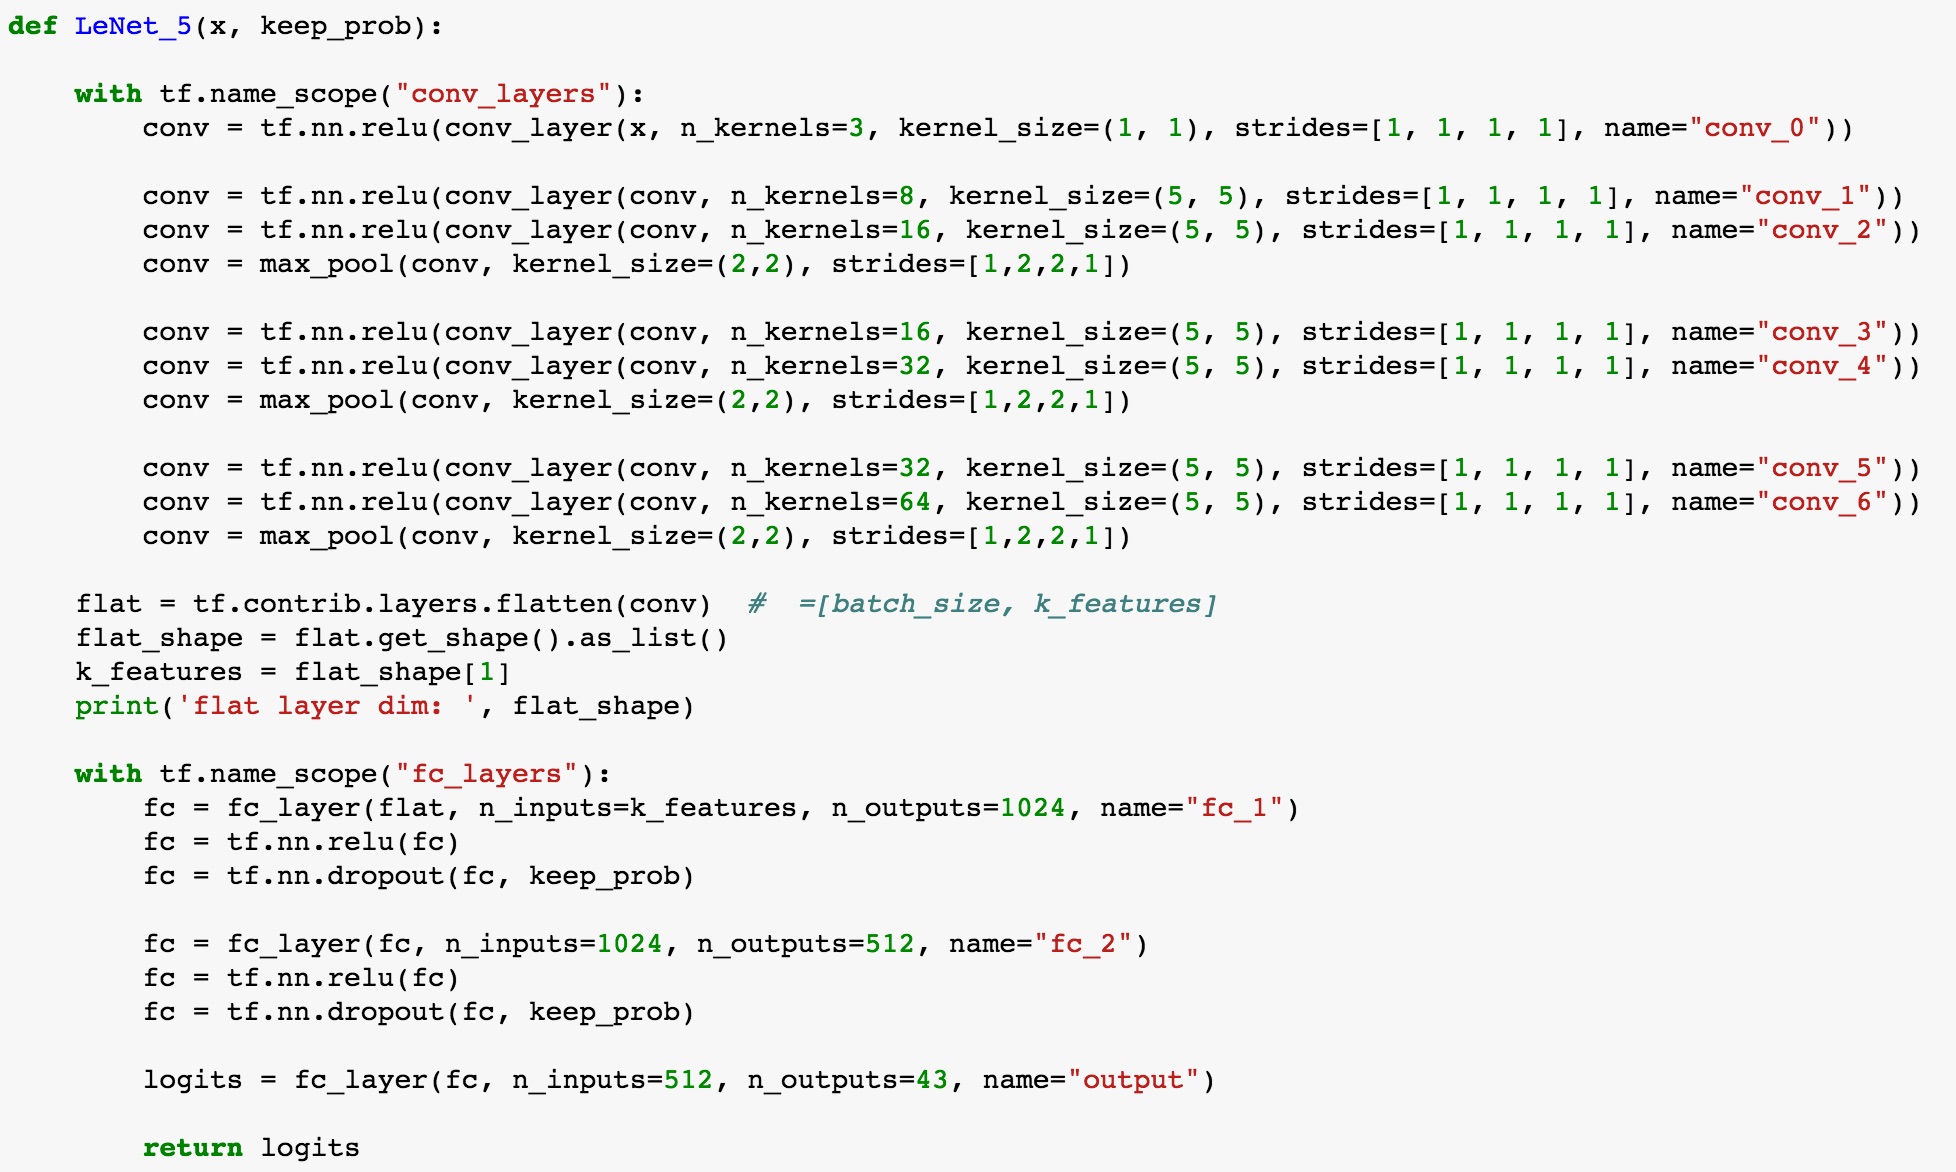 def LeNet_5(x, keep_prob):

    with tf.name_scope("conv_layers"):
        conv = tf.nn.relu(conv_layer(x, n_kernels=3, kernel_size=(1, 1), strides=[1, 1, 1, 1], name="conv_0"))

        conv = tf.nn.relu(conv_layer(conv, n_kernels=8, kernel_size=(5, 5), strides=[1, 1, 1, 1], name="conv_1"))
        conv = tf.nn.relu(conv_layer(conv, n_kernels=16, kernel_size=(5, 5), strides=[1, 1, 1, 1], name="conv_2"))
        conv = max_pool(conv, kernel_size=(2,2), strides=[1,2,2,1])

        conv = tf.nn.relu(conv_layer(conv, n_kernels=16, kernel_size=(5, 5), strides=[1, 1, 1, 1], name="conv_3"))
        conv = tf.nn.relu(conv_layer(conv, n_kernels=32, kernel_size=(5, 5), strides=[1, 1, 1, 1], name="conv_4"))
        conv = max_pool(conv, kernel_size=(2,2), strides=[1,2,2,1])

        conv = tf.nn.relu(conv_layer(conv, n_kernels=32, kernel_size=(5, 5), strides=[1, 1, 1, 1], name="conv_5"))
        conv = tf.nn.relu(conv_layer(conv, n_kernels=64, kernel_size=(5, 5), strides=[1, 1, 1, 1], name="conv_6"))
        conv = max_pool(conv, kernel_size=(2,2), strides=[1,2,2,1])

    flat = tf.contrib.layers.flatten(conv)  #  =[batch_size, k_features]
    flat_shape = flat.get_shape().as_list()
    k_features = flat_shape[1]
    print('flat layer dim: ', flat_shape)

    with tf.name_scope("fc_layers"):
        fc = fc_layer(flat, n_inputs=k_features, n_outputs=1024, name="fc_1")
        fc = tf.nn.relu(fc)
        fc = tf.nn.dropout(fc, keep_prob)

        fc = fc_layer(fc, n_inputs=1024, n_outputs=512, name="fc_2")
        fc = tf.nn.relu(fc)
        fc = tf.nn.dropout(fc, keep_prob)

        logits = fc_layer(fc, n_inputs=512, n_outputs=43, name="output")

        return logits